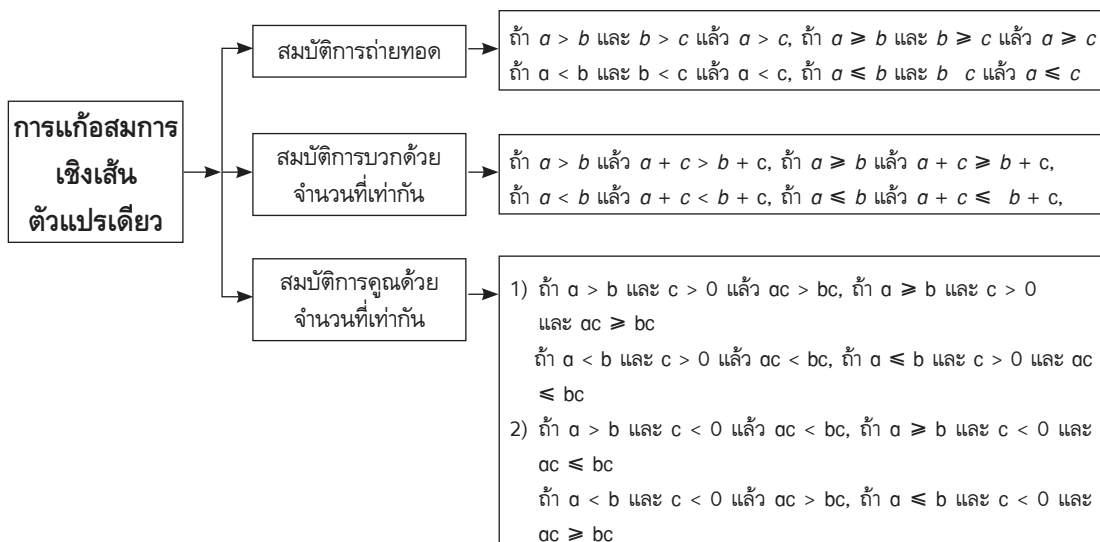 การแก้อสมการ
เชิงเส้น
ตัวแปรเดียว
สมบัติการถ่ายทอด
ถ้า a > b และ b > c แล้ว a > c, ถ้า a ⩾ b และ b ⩾ c แล้ว a ⩾ c
ถ้า a < b และ b < c แล้ว a < c, ถ้า a ⩽ b และ b c แล้ว a ⩽ c
สมบัติการบวกด้วย
จำนวนที่เท่ากัน
ถ้า a > b แล้ว a + c > b + c, ถ้า a ⩾ b แล้ว a + c ⩾ b + c,
ถ้า a < b แล้ว a + c < b + c, ถ้า a ⩽ b แล้ว a + c ⩽ b + c,
สมบัติการคูณด้วย
จำนวนที่เท่ากัน
1) ถ้า a > b และ c > 0 แล้ว ac > bc, ถ้า a ⩾ b และ c > 0
และ ac ⩾ bc
ถ้า a < b และ c > 0 แล้ว ac < bc, ถ้า a ⩽ b และ c > 0 และ ac
⩽ bc
2) ถ้า a > b และ c < 0 แล้ว ac < bc, ถ้า a ⩾ b และ c < 0 และ
ac ⩽ bc
ถ้า a < b และ c < 0 แล้ว ac > bc, ถ้า a ⩽ b และ c < 0 และ
ac ⩾ bc